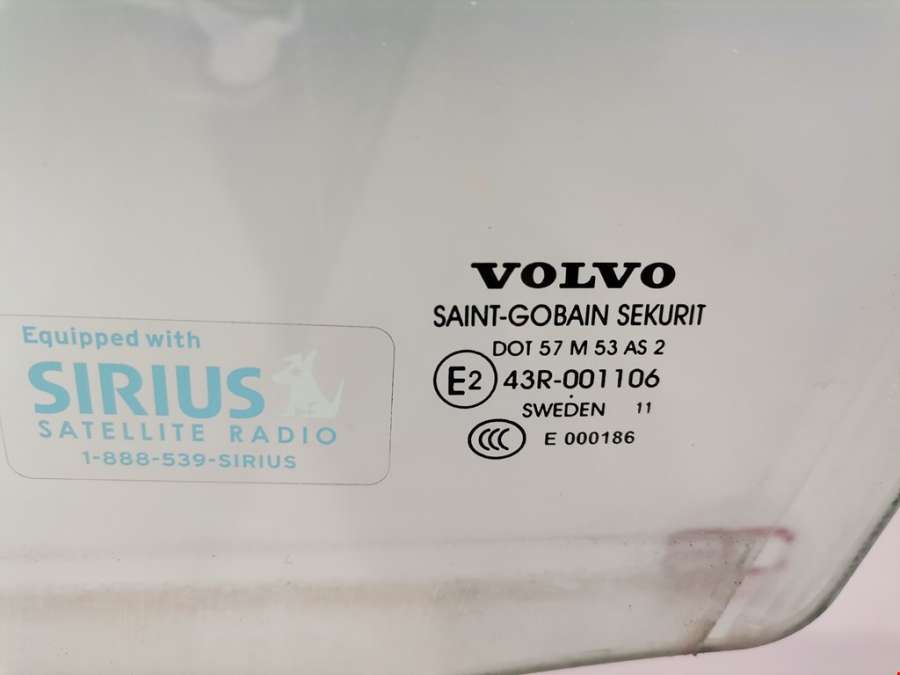 Equipped with
SIRIUS
SATELLITE RADIO
1-888-539-SIRIUS
VOLVO
SAINT-GOBAIN SEKURIT
DOT 57 M 53 AS 2
E2 43R-001106
SWEDEN 11
CCC E 000186